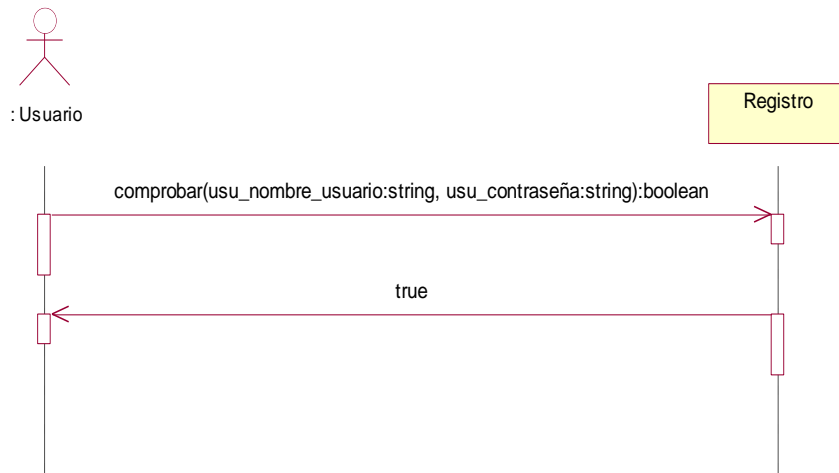 : Usuario
Registro
comprobar(usu_nombre_usuario:string, usu_contraseña:string):boolean
true